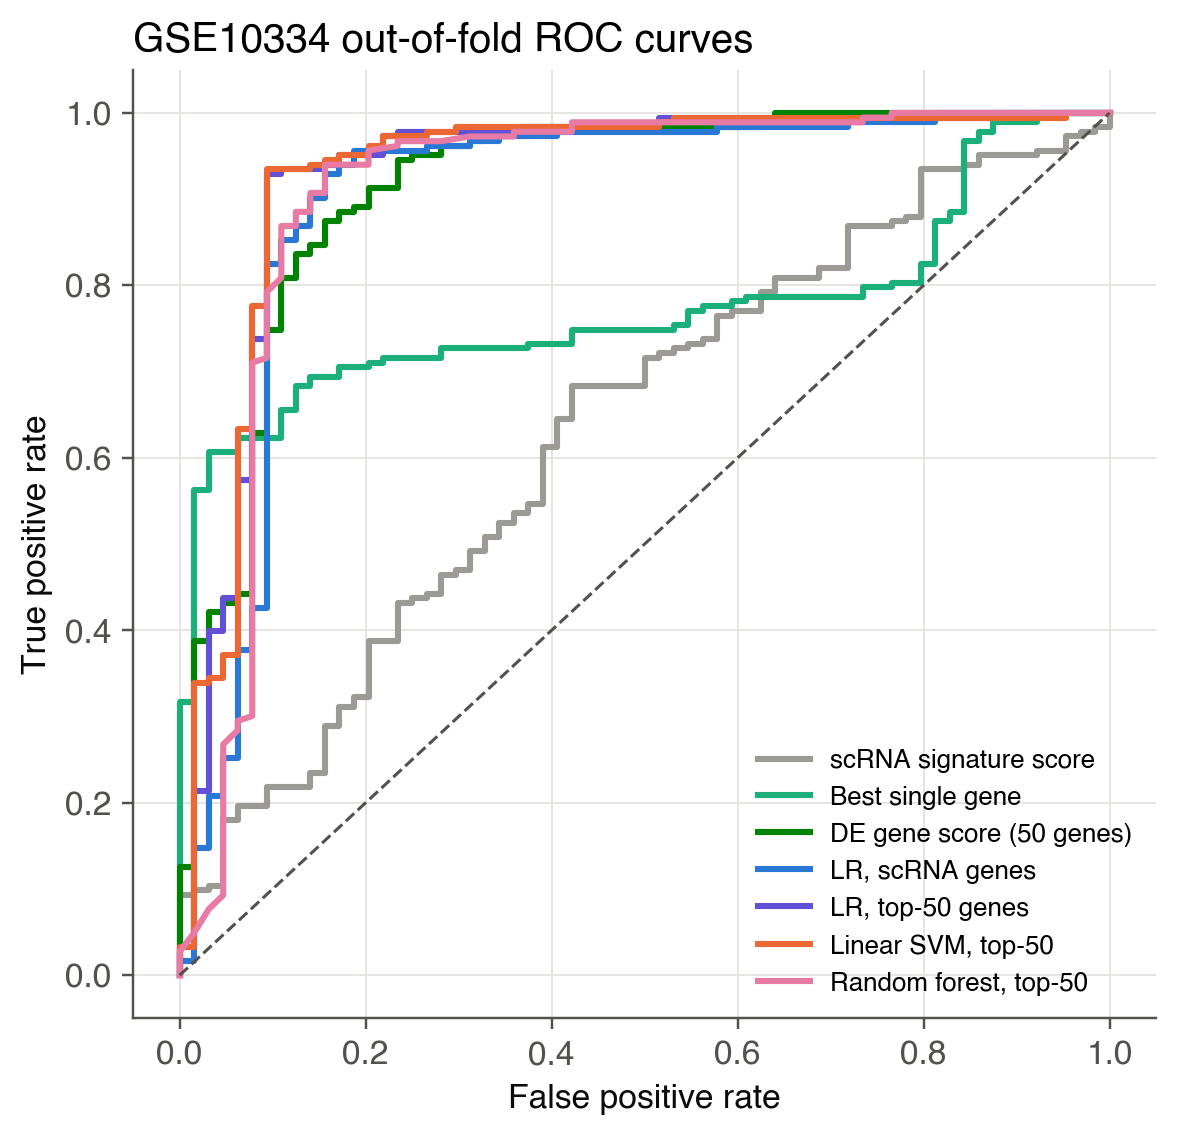 GSE10334 out-of-fold ROC curves
True positive rate
1.0
0.8
0.6
0.4
0.2
0.0
scRNA signature score
Best single gene
DE gene score (50 genes)
LR, scRNA genes
LR, top-50 genes
Linear SVM, top-50
Random forest, top-50
0.0 0.2 0.4 0.6 0.8 1.0
False positive rate